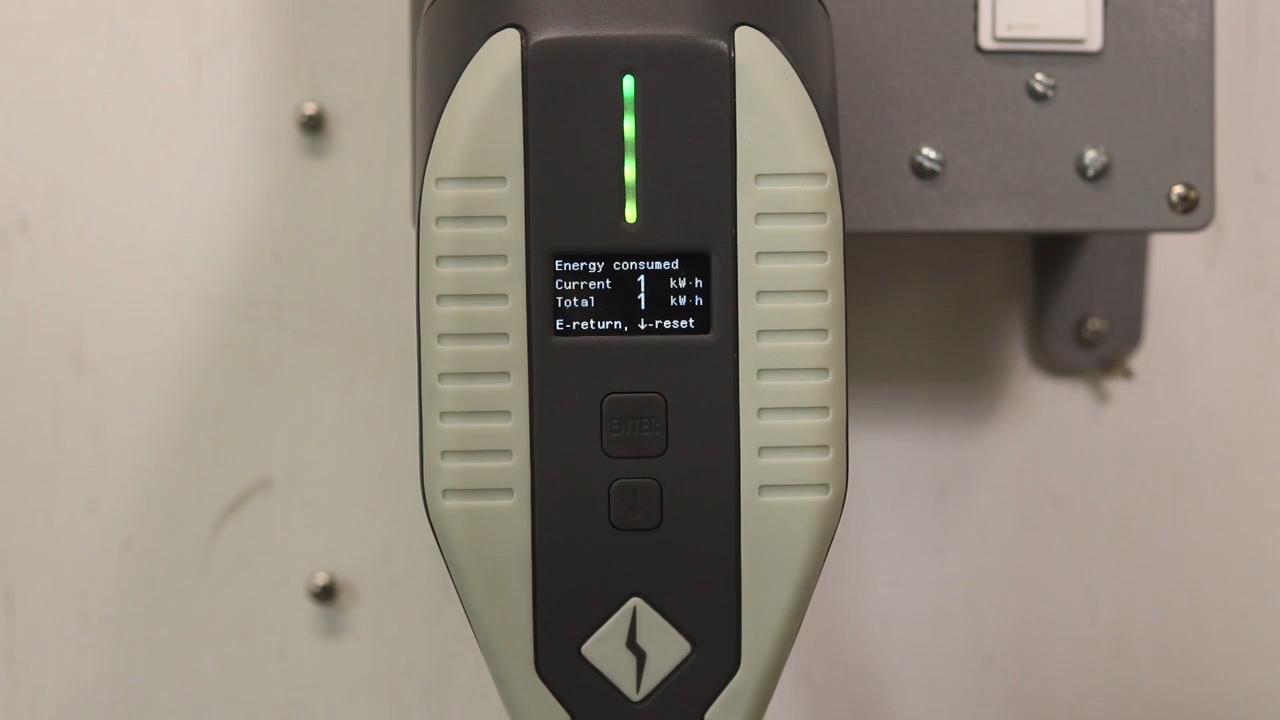 Energy consumed
Current 1 kW·h
Total 1 kW·h
E-return, ↓-reset
ENTER
↓